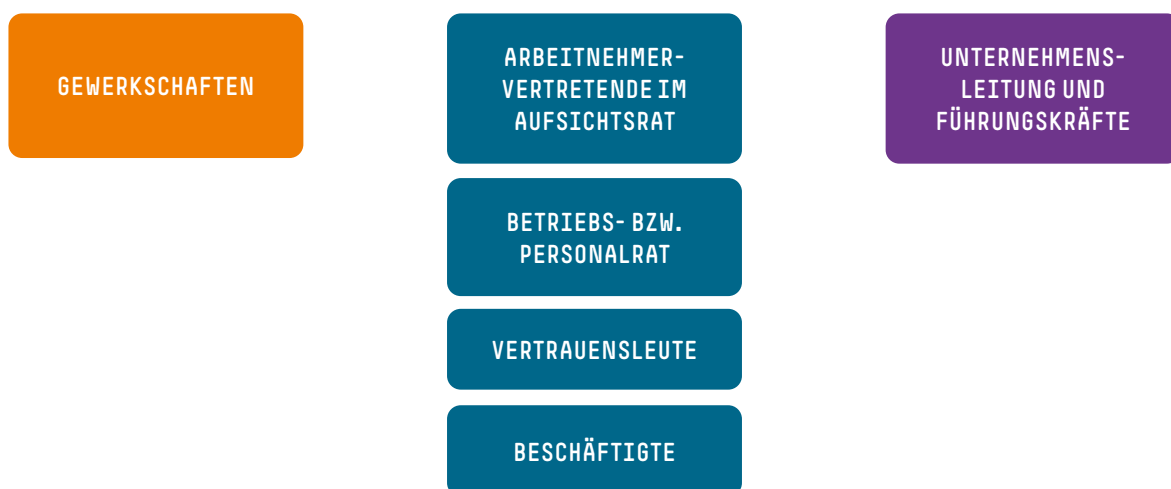 GEWERKSCHAFTEN
ARBEITNEHMER-
VERTRETENDE IM
AUFSICHTSRAT
BETRIEBS- BZW.
PERSONALRAT
VERTRAUENSLEUTE
BESCHÄFTIGTE
UNTERNEHMENS-
LEITUNG UND
FÜHRUNGSKRÄFTE